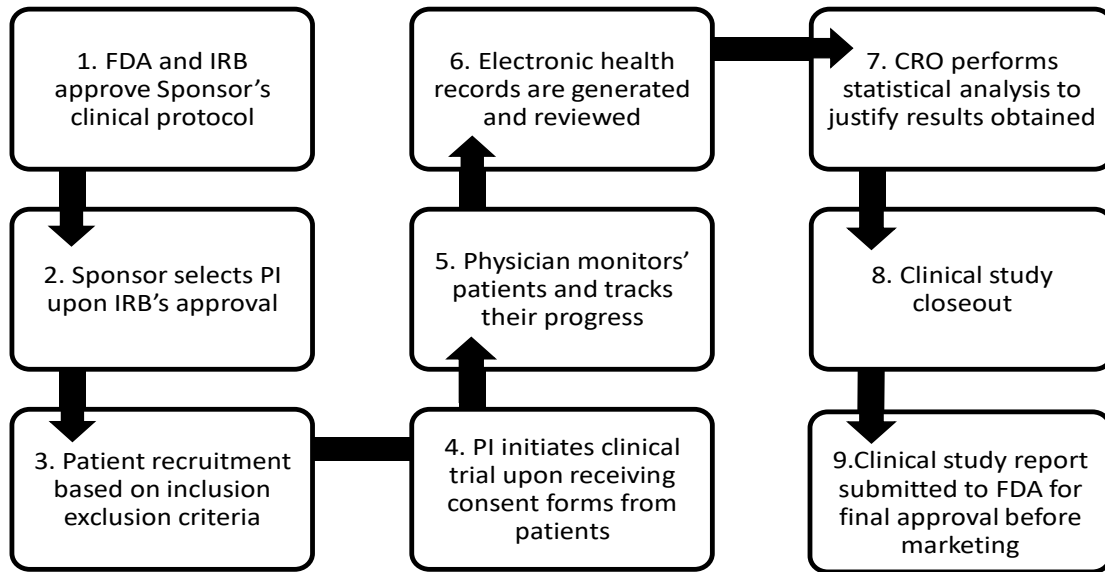 1. FDA and IRB
approve Sponsor's
clinical protocol
2. Sponsor selects PI
upon IRB's approval
3. Patient recruitment
based on inclusion
exclusion criteria
4. PI initiates clinical
trial upon receiving
consent forms from
patients
5. Physician monitors'
patients and tracks
their progress
6. Electronic health
records are generated
and reviewed
7. CRO performs
statistical analysis to
justify results obtained
8. Clinical study
closeout
9.Clinical study report
submitted to FDA for
final approval before
marketing